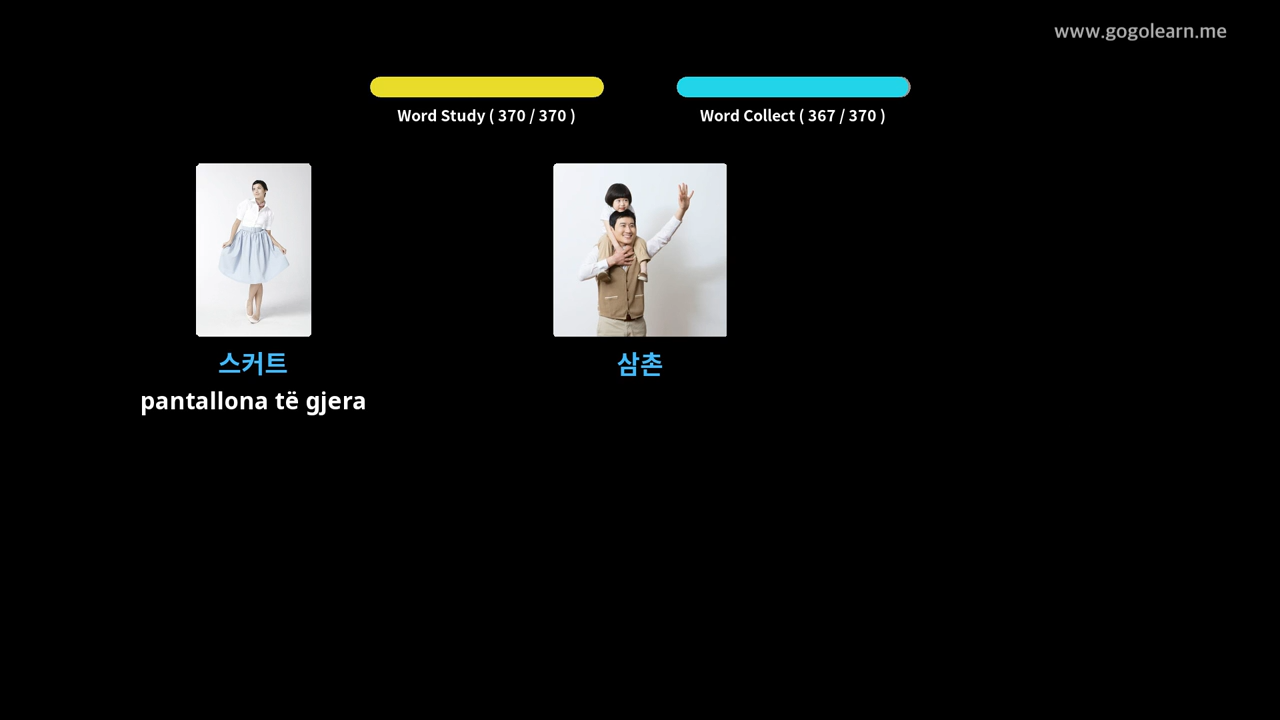 www.gogolearn.me
Word Study ( 370 / 370 )
Word Collect ( 367 / 370 )
스커트
삼촌
pantallona të gjera